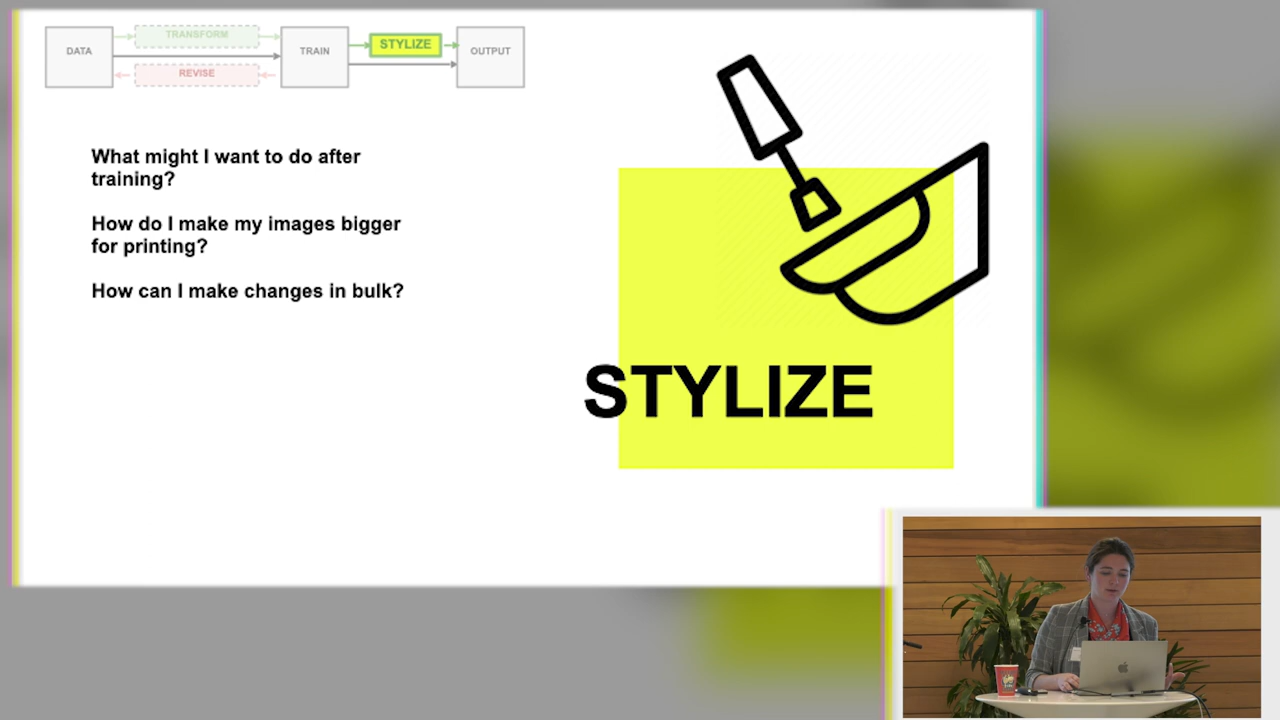 DATA
TRANSFORM
REVISE
TRAIN
STYLIZE
OUTPUT
What might I want to do after
training?
How do I make my images bigger
for printing?
How can I make changes in bulk?
STYLIZE